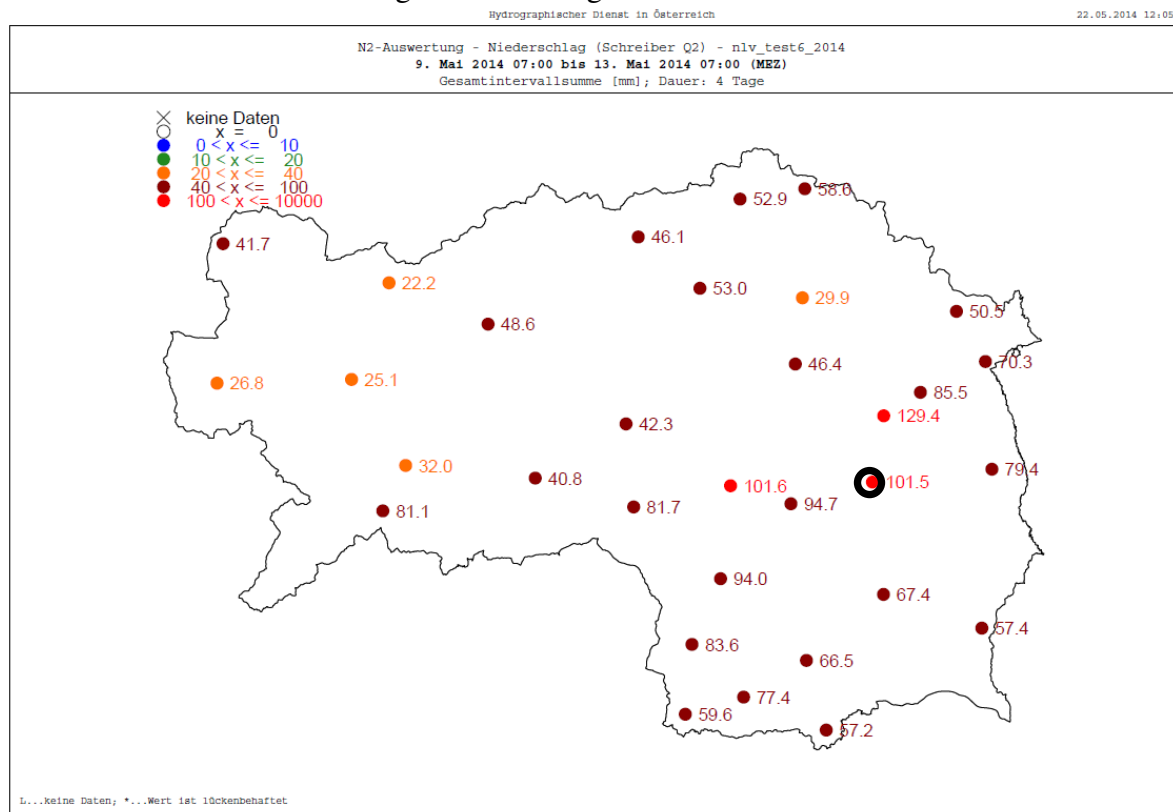 Hydrographischer Dienst in Österreich 22.05.2014 12:05
N2-Auswertung - Niederschlag (Schreiber Q2) - nlv_test6_2014
9. Mai 2014 07:00 bis 13. Mai 2014 07:00 (MEZ)
Gesamtintervallsumme [mm]; Dauer: 4 Tage
keine Daten
x = 0
0 < x <= 10
10 < x <= 20
20 < x <= 40
40 < x <= 100
100 < x <= 10000
58.6
52.9
46.1
41.7
22.2
53.0
29.9
50.5
48.6
46.4
70.3
26.8
25.1
85.5
129.4
42.3
32.0
79.4
40.8
101.6
101.5
94.7
81.1
81.7
94.0
67.4
57.4
83.6
66.5
77.4
59.6
57.2
L...keine Daten; *...Wert ist lückenbehaftet